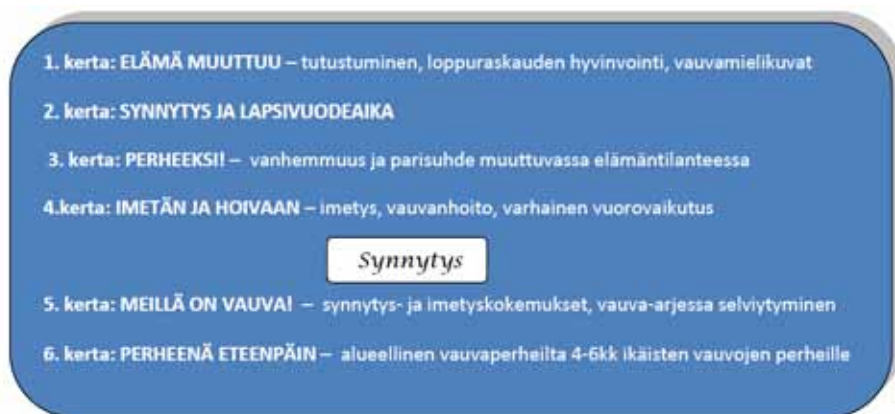 1. kerta: ELÄMÄ MUUTTUU – tutustuminen, loppuraskauden hyvinvointi, vauvamielikuvat
2. kerta: SYNNYTYS JA LAPSIVUODEAIKA
3. kerta: PERHEEKSI! – vanhemmuus ja parisuhde muuttuvassa elämäntilanteessa
4.kerta: IMETÄN JA HOIVAAN – imetys, vauvanhoito, varhainen vuorovaikutus
Synnytys
5. kerta: MEILLÄ ON VAUVA! – synnytys- ja imetyskokemukset, vauva-arjessa selviytyminen
6. kerta: PERHEENÄ ETEENPÄIN – alueellinen vauvaperheilta 4-6kk ikäisten vauvojen perheille